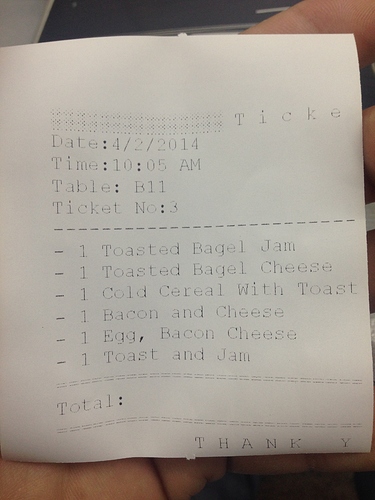 T i c k e
Date:4/2/2014
Time:10:05 AM
Table: B11
Ticket No:3
- 1 Toasted Bagel Jam
- 1 Toasted Bagel Cheese
- 1 Cold Cereal With Toast
- 1 Bacon and Cheese
- 1 Egg, Bacon Cheese
- 1 Toast and Jam
Total:
T H A N K Y